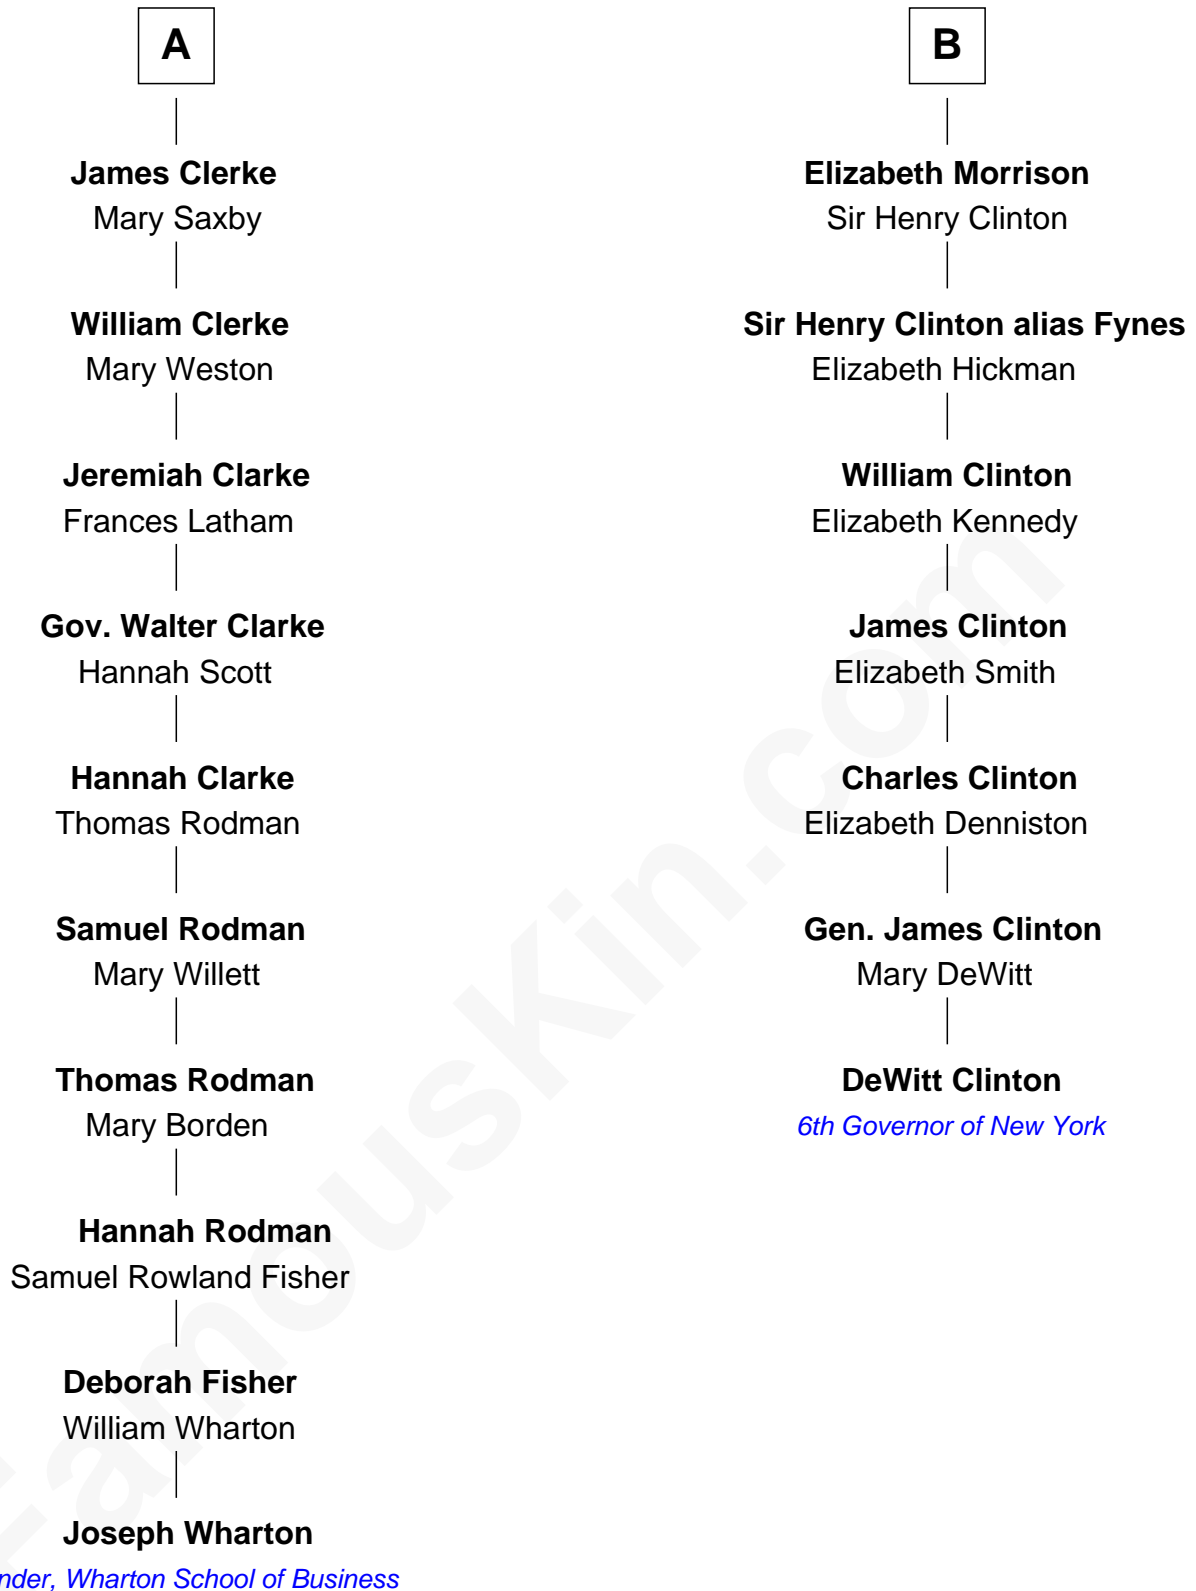 A
James Clerke
Mary Saxby
William Clerke
Mary Weston
Jeremiah Clarke
Frances Latham
Gov. Walter Clarke
Hannah Scott
Hannah Clarke
Thomas Rodman
Samuel Rodman
Mary Willett
Thomas Rodman
Mary Borden
Hannah Rodman
Samuel Rowland Fisher
Deborah Fisher
William Wharton
Joseph Wharton
nder, Wharton School of Business
B
Elizabeth Morrison
Sir Henry Clinton
Sir Henry Clinton alias Fynes
Elizabeth Hickman
William Clinton
Elizabeth Kennedy
James Clinton
Elizabeth Smith
Charles Clinton
Elizabeth Denniston
Gen. James Clinton
Mary DeWitt
DeWitt Clinton
6th Governor of New York
FamousKin.com